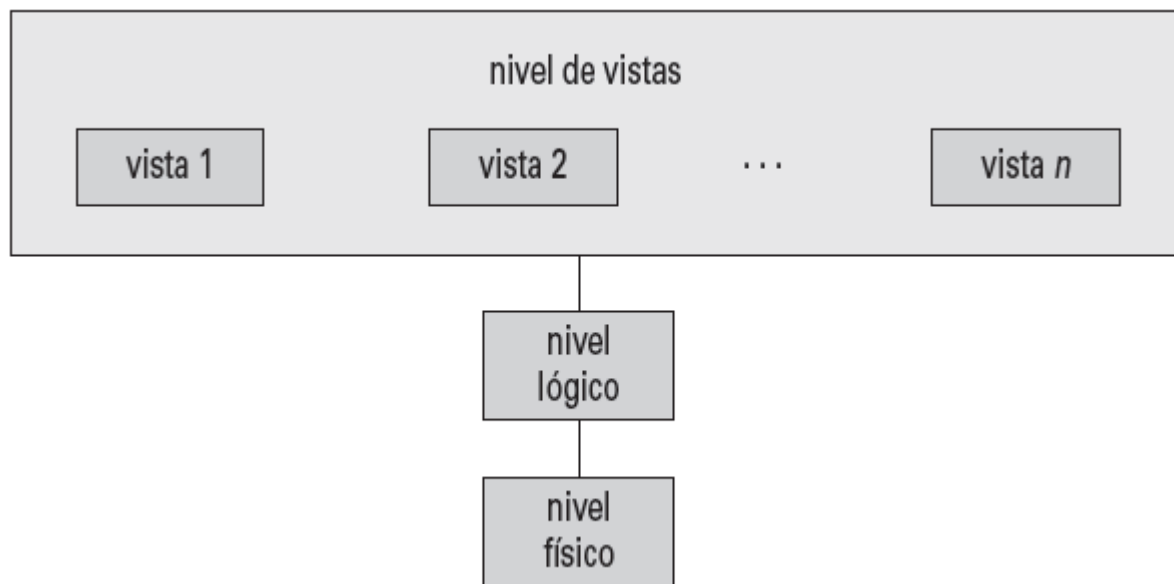 nivel de vistas
vista 1
vista 2
...
vista n
nivel
lógico
nivel
físico